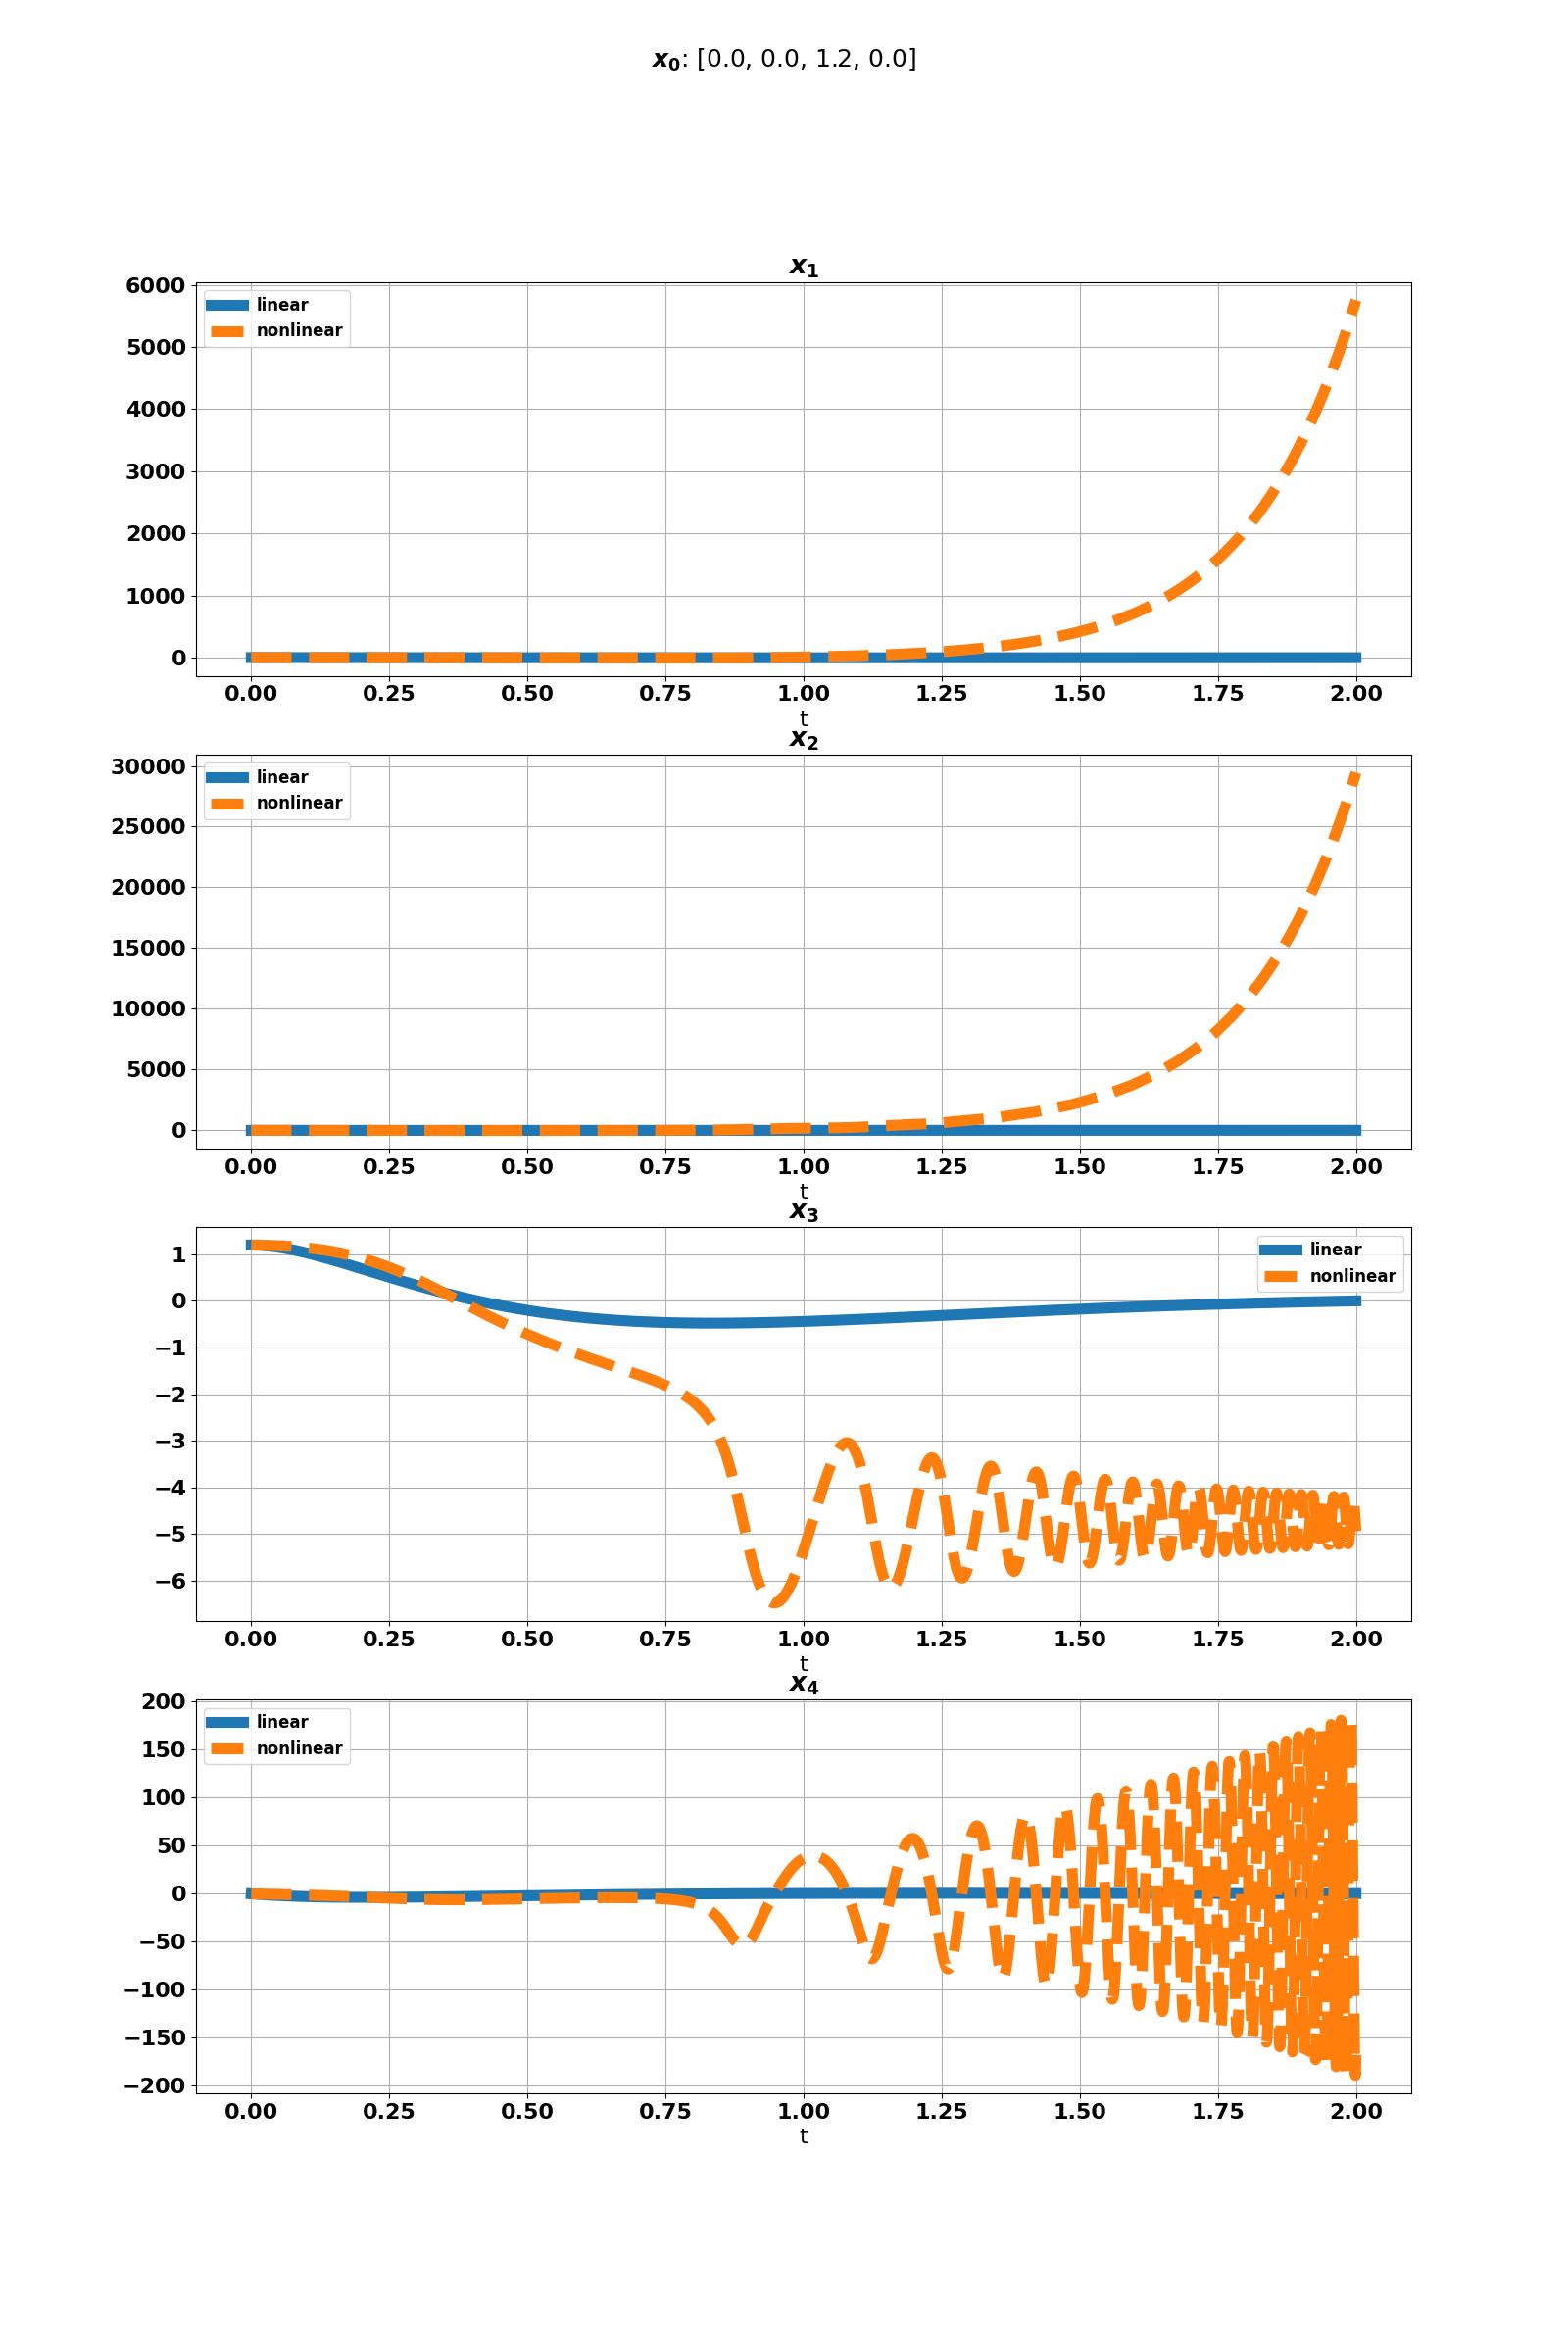 x₀: [0.0, 0.0, 1.2, 0.0]
x₁
6000
5000
4000
3000
2000
1000
0
linear
nonlinear
0.00 0.25 0.50 0.75 1.00 1.25 1.50 1.75 2.00
t
x₂
30000
25000
20000
15000
10000
5000
0
linear
nonlinear
0.00 0.25 0.50 0.75 1.00 1.25 1.50 1.75 2.00
t
x₃
1
0
−1
−2
−3
−4
−5
−6
linear
nonlinear
0.00 0.25 0.50 0.75 1.00 1.25 1.50 1.75 2.00
t
x₄
200
150
100
50
0
−50
−100
−150
−200
linear
nonlinear
0.00 0.25 0.50 0.75 1.00 1.25 1.50 1.75 2.00
t